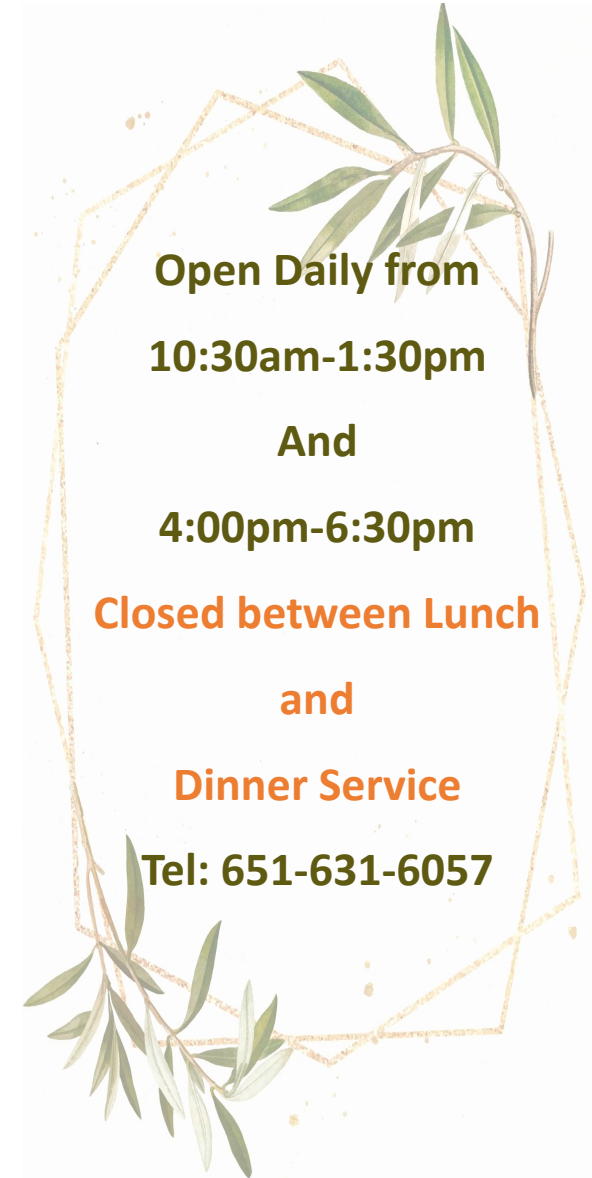 Open Daily from
10:30am-1:30pm
And
4:00pm-6:30pm
Closed between Lunch
and
Dinner Service
Tel: 651-631-6057